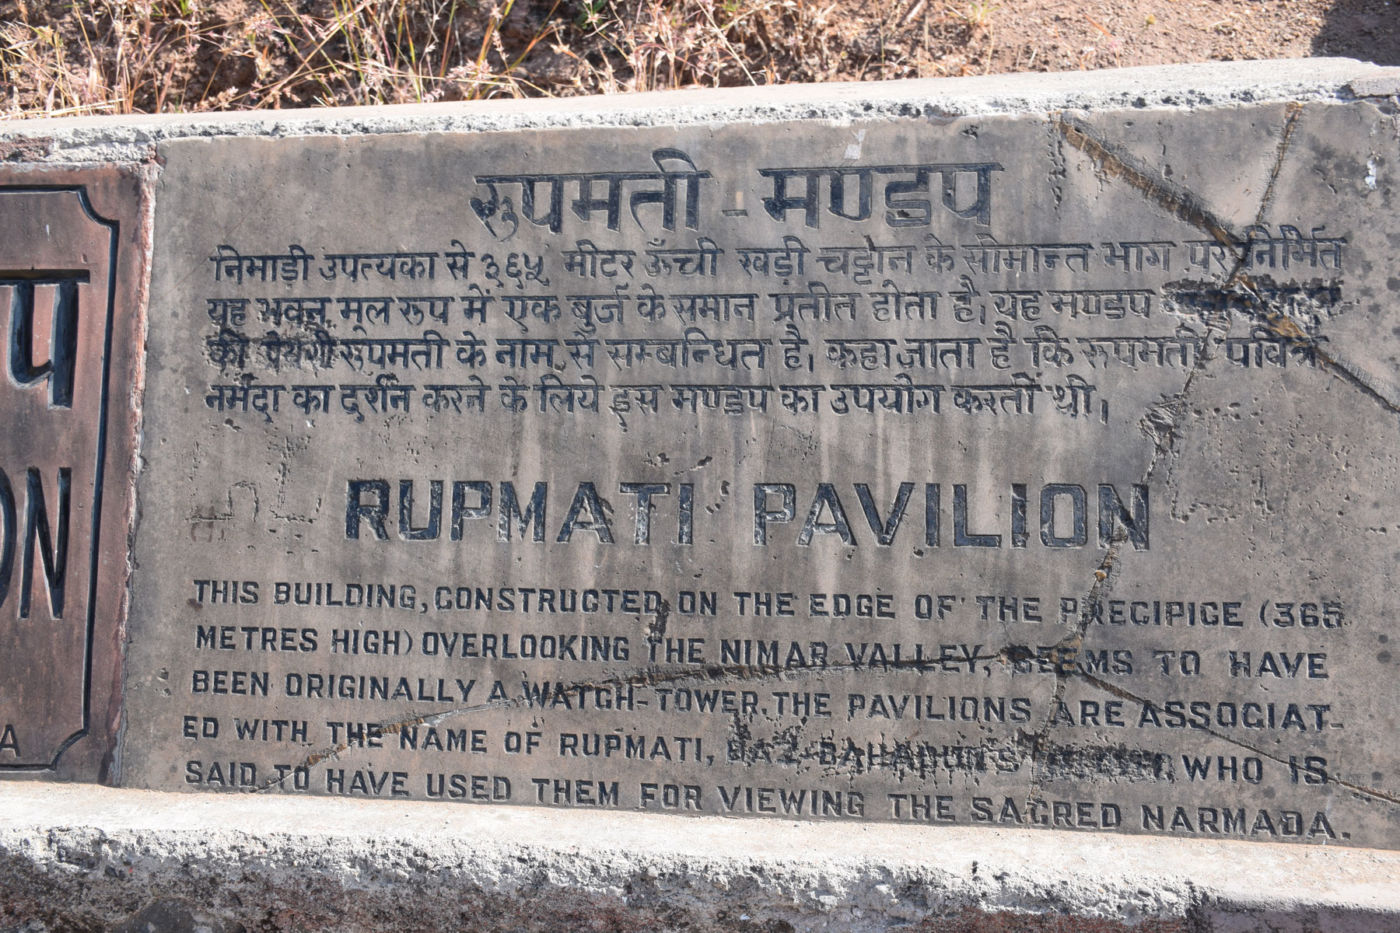 रुपमती - मण्डप
निमाड़ी उपत्यका से ३६५ मीटर ऊँची खड़ी चट्टान के सीमान्त भाग पर निर्मित
यह भवन मूल रुप में एक बुर्ज के समान प्रतीत होता है। यह मण्डप
की रुपमती के नाम से सम्बन्धित है। कहा जाता है कि रुपमती पवित्र
नर्मदा का दर्शन करने के लिये इस मण्डप का उपयोग करती थी।
RUPMATI PAVILION
THIS BUILDING, CONSTRUCTED ON THE EDGE OF THE PRECIPICE (365
METRES HIGH) OVERLOOKING THE NIMAR VALLEY, SEEMS TO HAVE
BEEN ORIGINALLY A WATCH-TOWER. THE PAVILIONS ARE ASSOCIAT-
ED WITH THE NAME OF RUPMATI, BAZ BAHADUR'S WHO IS
SAID TO HAVE USED THEM FOR VIEWING THE SACRED NARMADA.